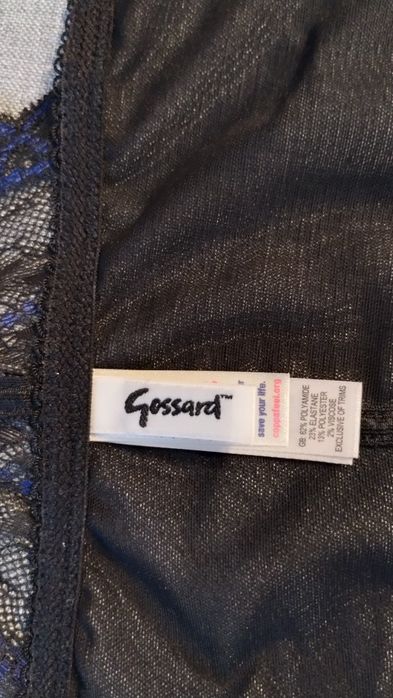 Gossard™
save your life.
coppafeel.org
GB: 62% POLYAMIDE
23% ELASTANE
13% POLYESTER
2% VISCOSE
EXCLUSIVE OF TRIMS